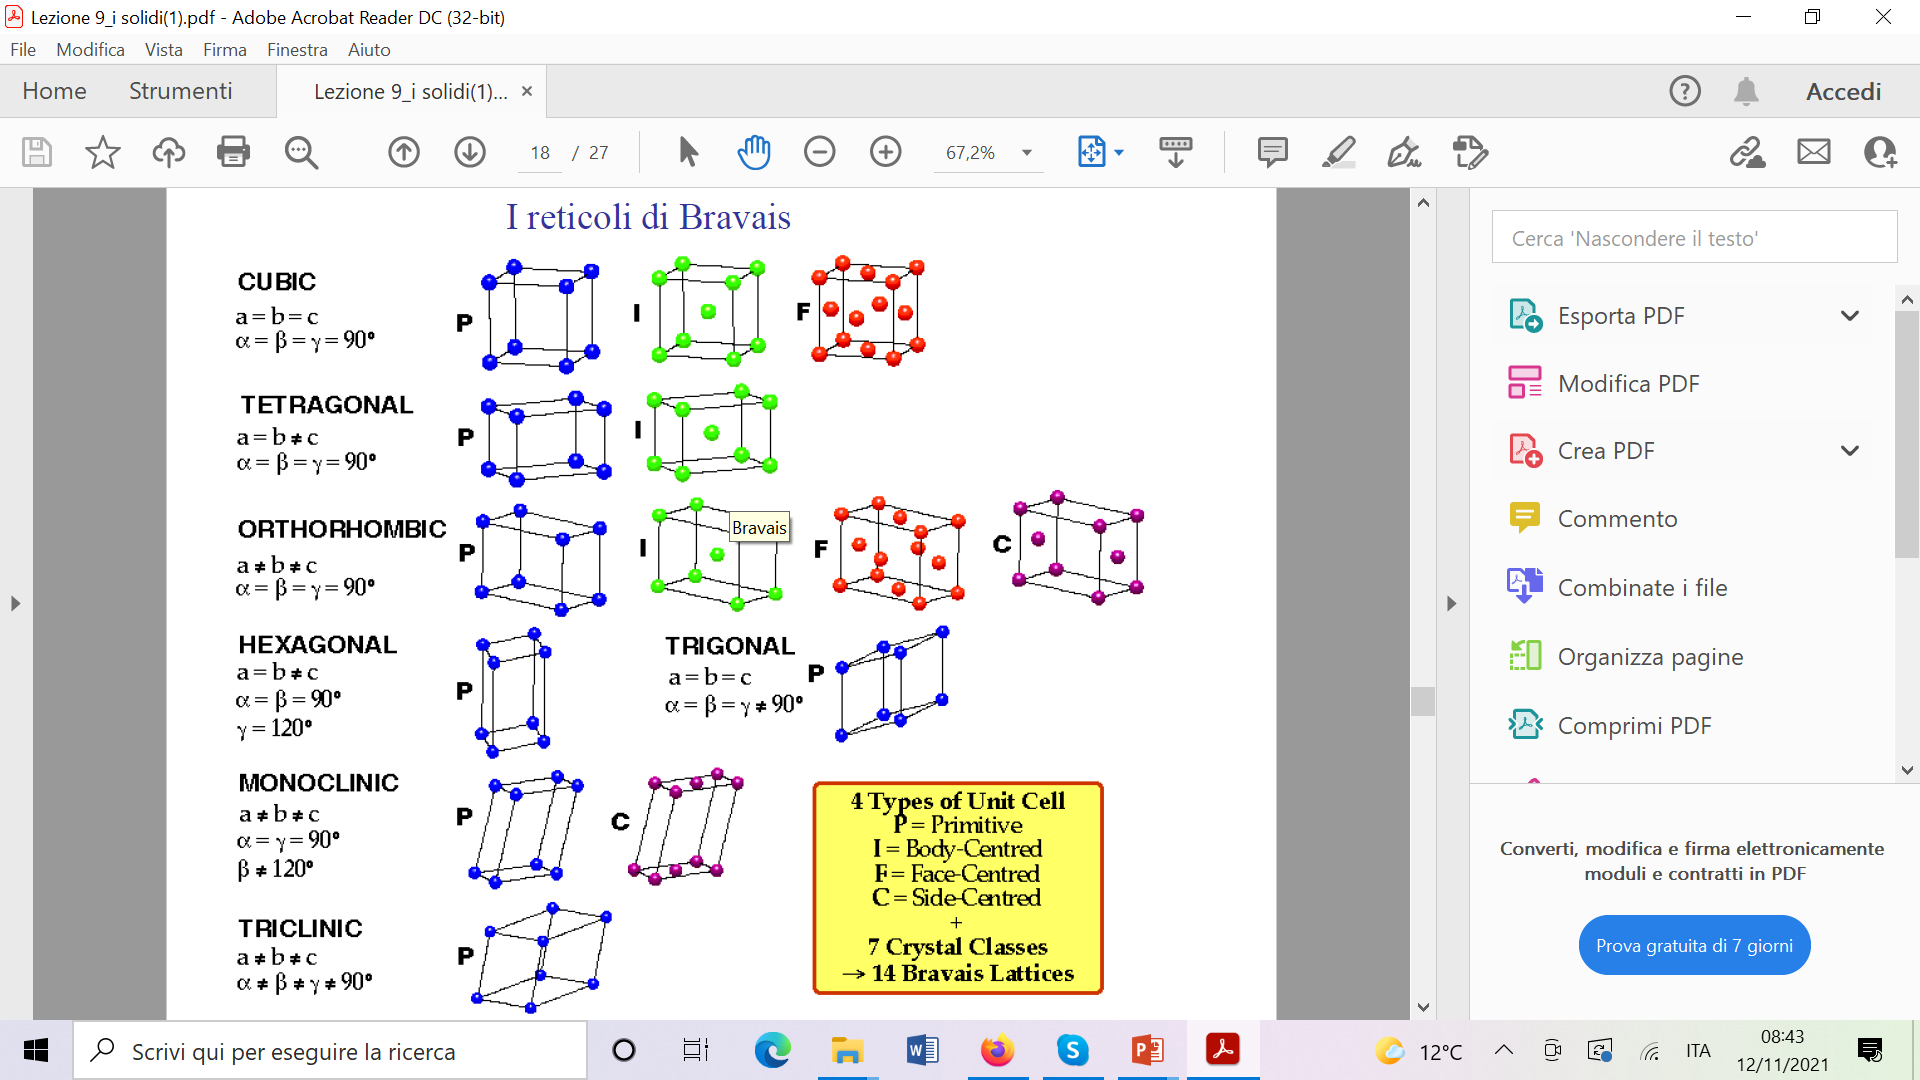 Lezione 9_i solidi(1).pdf - Adobe Acrobat Reader DC (32-bit)
File Modifica Vista Firma Finestra Aiuto
Home Strumenti Lezione 9_i solidi(1)... × Accedi
18 / 27 67,2%
I reticoli di Bravais
CUBIC
a = b = c
α = β = γ = 90°
P
I
F
TETRAGONAL
a = b ≠ c
α = β = γ = 90°
P
I
ORTHORHOMBIC
a ≠ b ≠ c
α = β = γ = 90°
P
I
Bravais
F
C
HEXAGONAL
a = b ≠ c
α = β = 90°
γ = 120°
P
TRIGONAL
a = b = c
α = β = γ ≠ 90°
P
MONOCLINIC
a ≠ b ≠ c
α = γ = 90°
β ≠ 120°
P
C
TRICLINIC
a ≠ b ≠ c
α ≠ β ≠ γ ≠ 90°
P
4 Types of Unit Cell
P = Primitive
I = Body-Centred
F = Face-Centred
C = Side-Centred
+
7 Crystal Classes
→ 14 Bravais Lattices
Cerca 'Nascondere il testo'
Esporta PDF
Modifica PDF
Crea PDF
Commento
Combinate i file
Organizza pagine
Comprimi PDF
Converti, modifica e firma elettronicamente
moduli e contratti in PDF
Prova gratuita di 7 giorni
Scrivi qui per eseguire la ricerca
12°C
ITA
08:43
12/11/2021